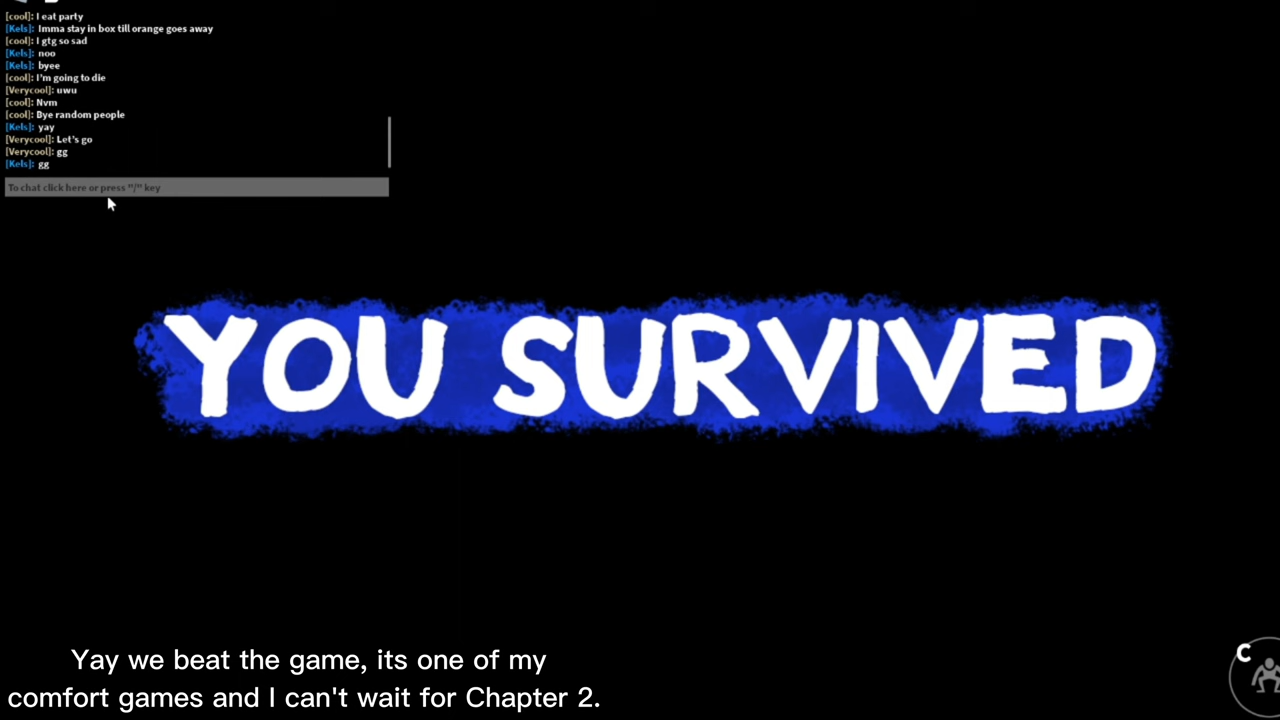 [cool]: I eat party
[Kels]: Imma stay in box till orange goes away
[cool]: I gtg so sad
[Kels]: noo
[Kels]: byee
[cool]: I'm going to die
[Verycool]: uwu
[cool]: Nvm
[cool]: Bye random people
[Kels]: yay
[Verycool]: Let's go
[Verycool]: gg
[Kels]: gg
To chat click here or press "/" key
YOU SURVIVED
C
Yay we beat the game, its one of my
comfort games and I can't wait for Chapter 2.